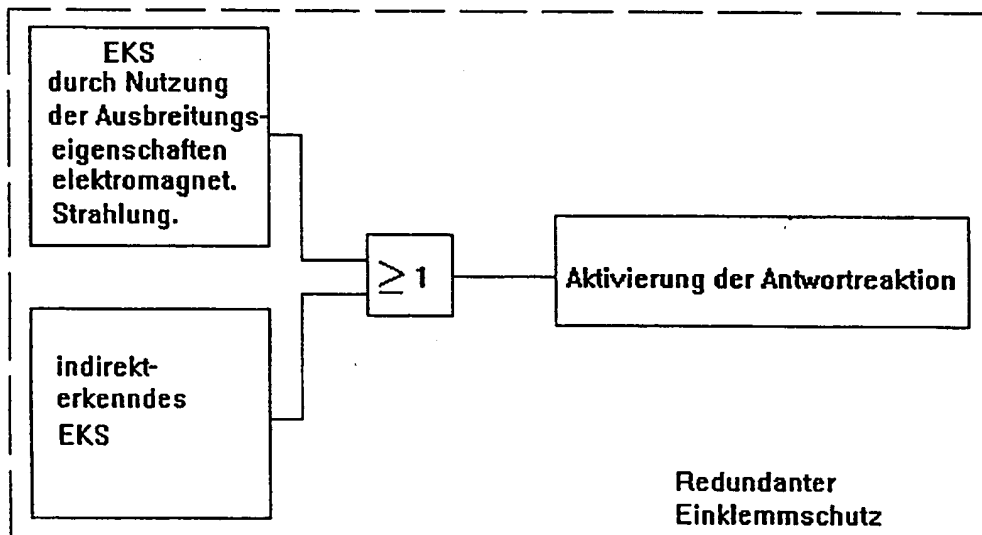 EKS
durch Nutzung
der Ausbreitungs-
eigenschaften
elektromagnet.
Strahlung.
≥ 1
Aktivierung der Antwortreaktion
indirekt-
erkenndes
EKS
Redundanter
Einklemmschutz